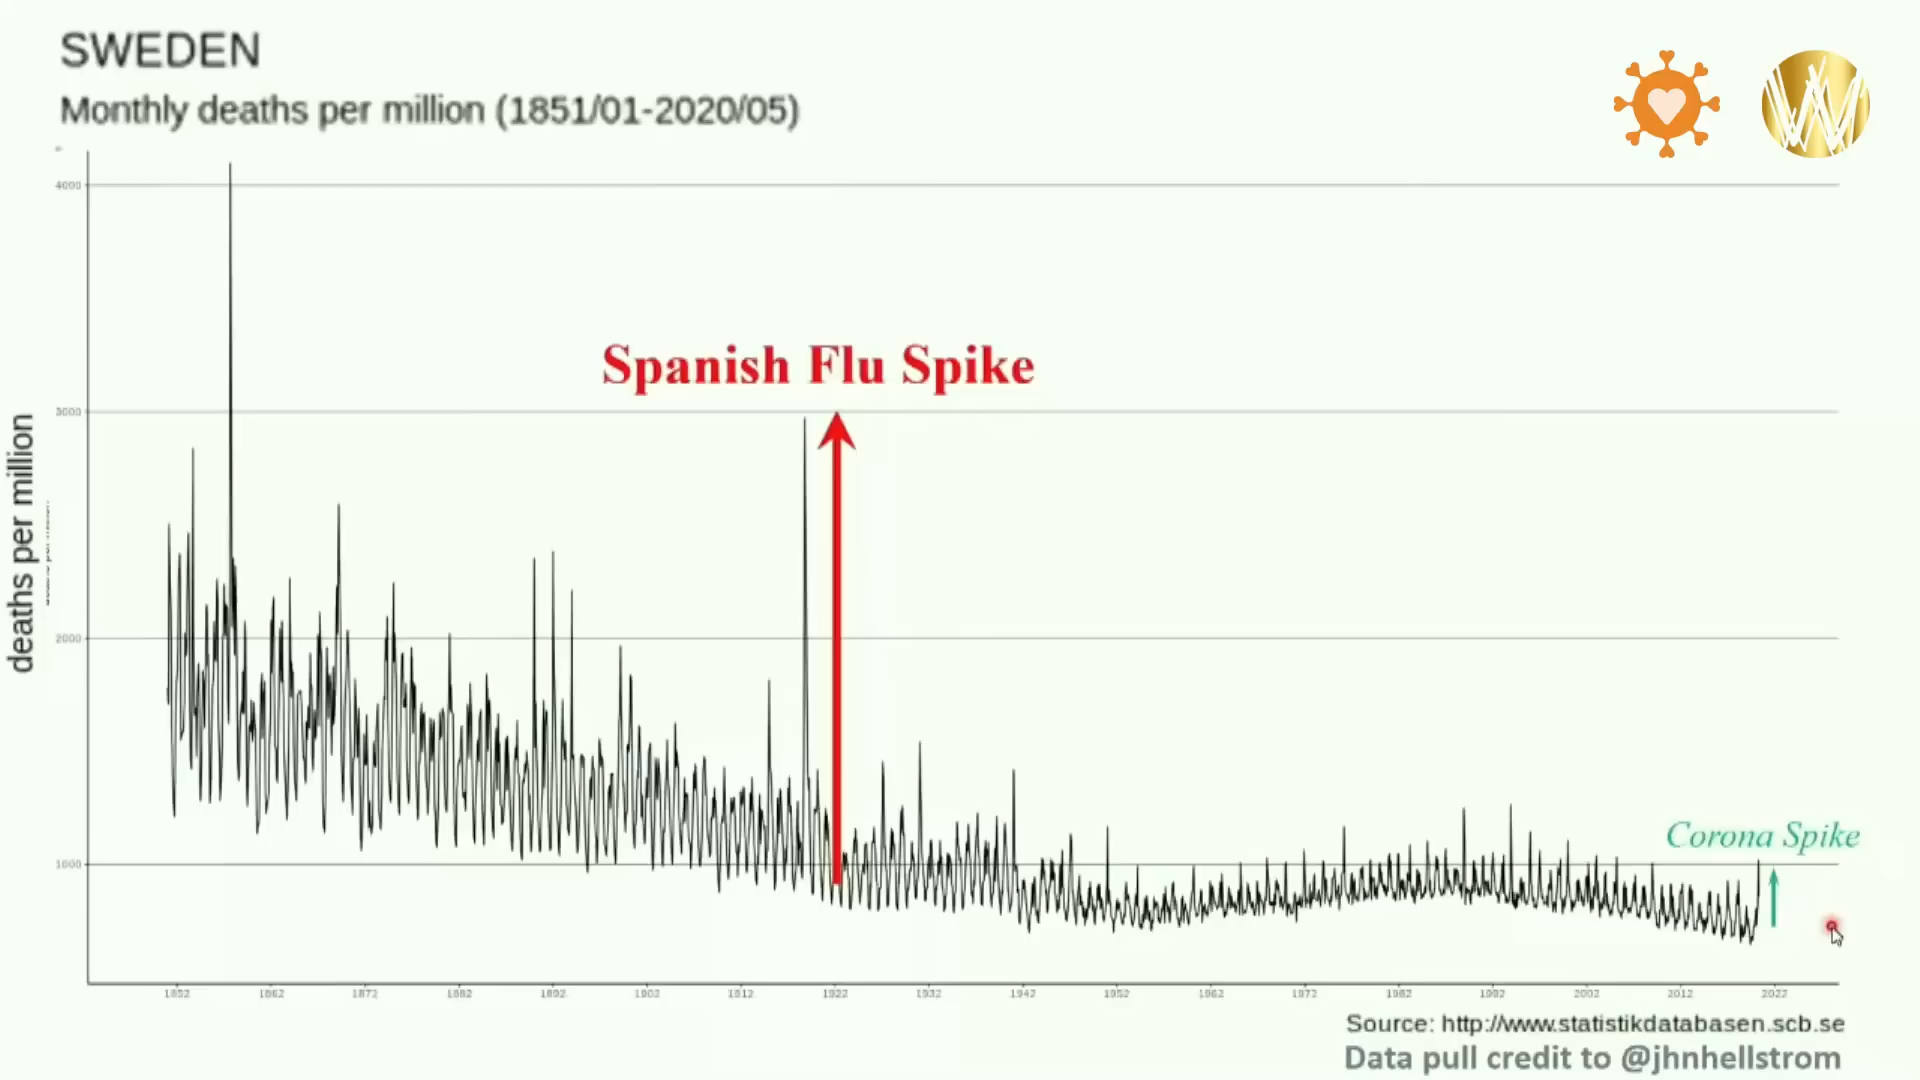 SWEDEN
Monthly deaths per million (1851/01-2020/05)
4000
3000
2000
1000
deaths per million
Spanish Flu Spike
Corona Spike
1852 1862 1872 1882 1892 1902 1912 1922 1932 1942 1952 1962 1972 1982 1992 2002 2012 2022
Source: http://www.statistikdatabasen.scb.se
Data pull credit to @jhnhellstrom